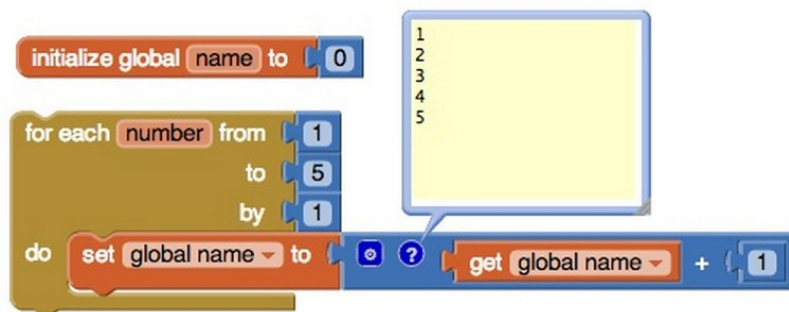 initialize global name to 0
for each number from 1
to 5
by 1
do set global name to ? get global name + 1
1
2
3
4
5